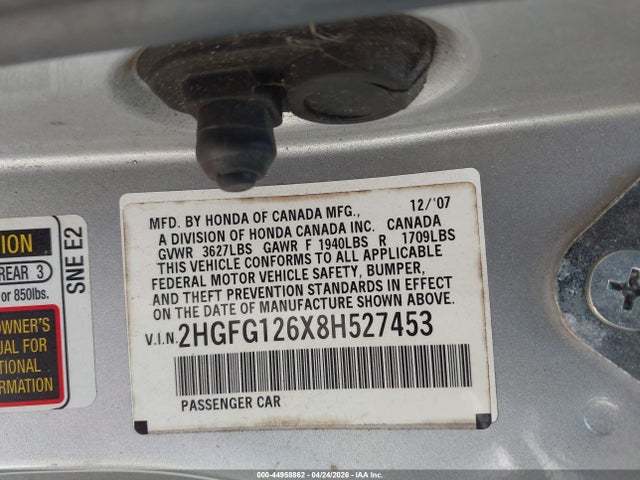 MFD. BY HONDA OF CANADA MFG., 12/'07
A DIVISION OF HONDA CANADA INC. CANADA
GVWR 3627LBS GAWR F 1940LBS R 1709LBS
THIS VEHICLE CONFORMS TO ALL APPLICABLE
FEDERAL MOTOR VEHICLE SAFETY, BUMPER,
AND THEFT PREVENTION STANDARDS IN EFFECT
ON THE DATE OF MANUFACTURE SHOWN ABOVE.
V.I.N. 2HGFG126X8H527453
PASSENGER CAR
ION
REAR 3
or 850lbs.
OWNER'S
UAL FOR
TIONAL
ORMATION
SNE E2
000-44958862 - 04/24/2026 - IAA Inc.